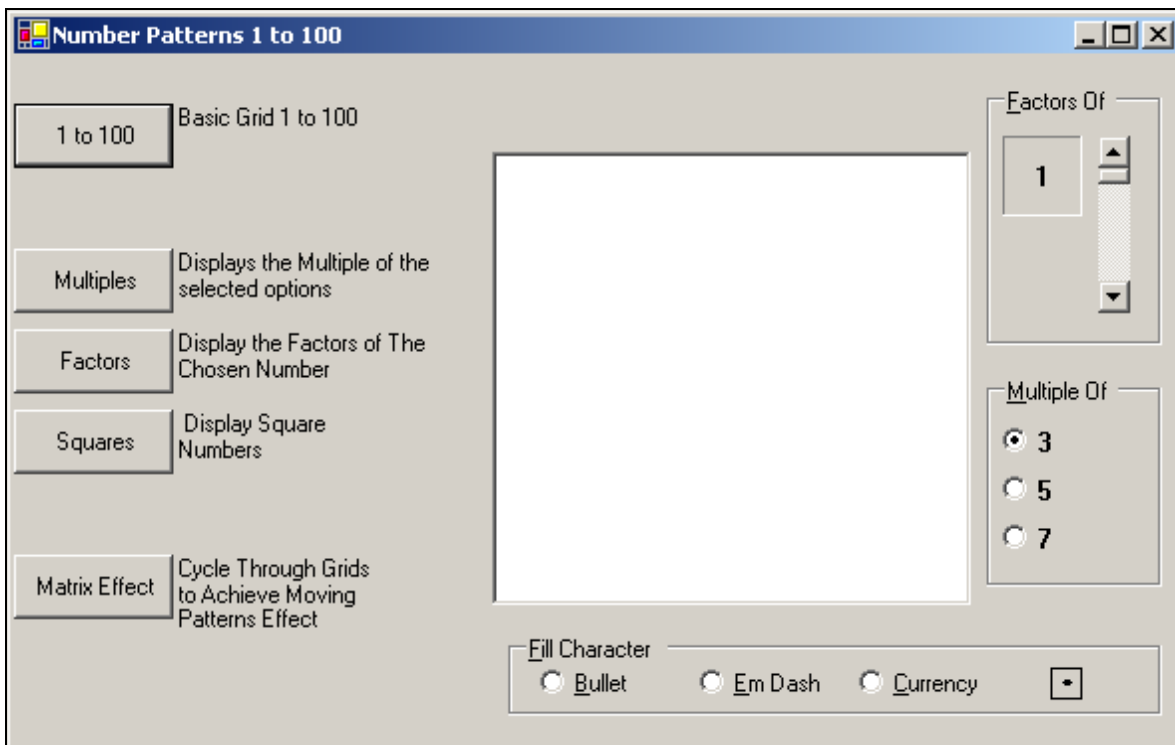 Number Patterns 1 to 100
1 to 100
Basic Grid 1 to 100
Multiples
Displays the Multiple of the
selected options
Factors
Display the Factors of The
Chosen Number
Squares
Display Square
Numbers
Matrix Effect
Cycle Through Grids
to Achieve Moving
Patterns Effect
Factors Of
1
Multiple Of
3
5
7
Fill Character
Bullet
Em Dash
Currency
•